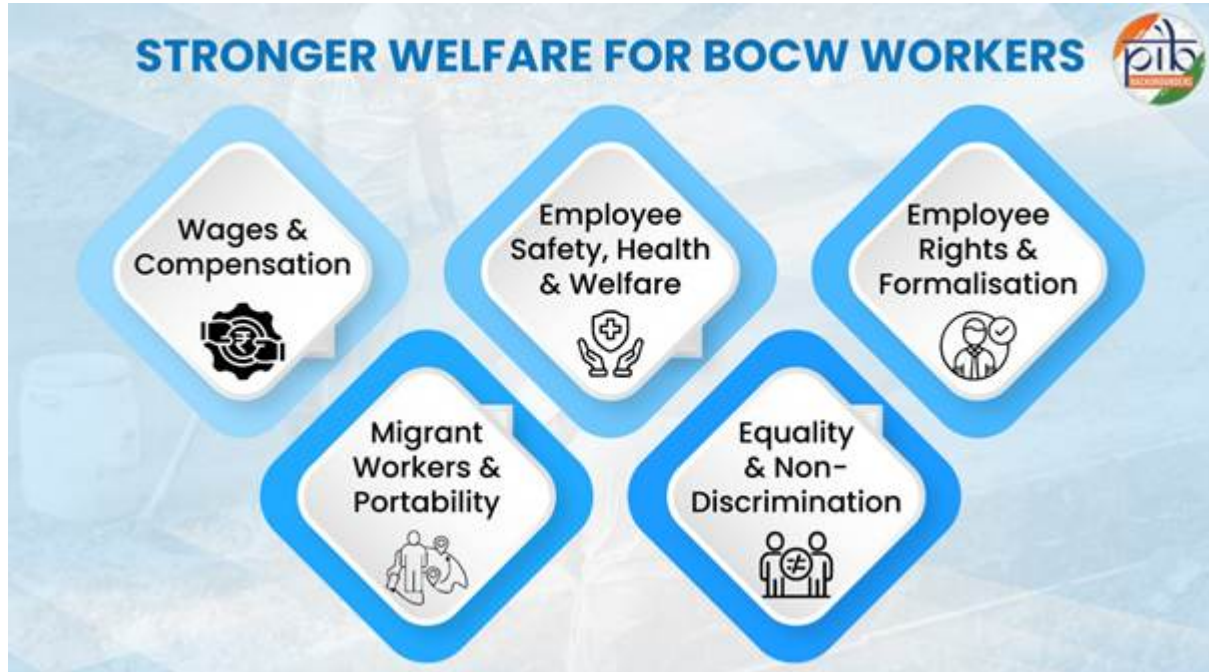 STRONGER WELFARE FOR BOCW WORKERS
pib
BACKGROUNDERS
Wages &
Compensation
₹
Employee
Safety, Health
& Welfare
Employee
Rights &
Formalisation
Migrant
Workers &
Portability
Equality
& Non-
Discrimination
≠